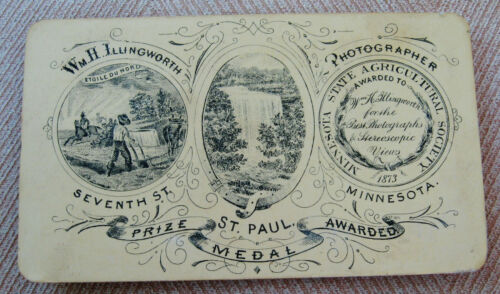 Wm. H. ILLINGWORTH
PHOTOGRAPHER
ETOILE DU NORD
MINNESOTA STATE AGRICULTURAL SOCIETY
AWARDED TO
W. H. Illingworth
for the
Best Photographs
& Stereoscopic
Views
1873
SEVENTH ST.
ST. PAUL.
MINNESOTA.
PRIZE
MEDAL
AWARDED